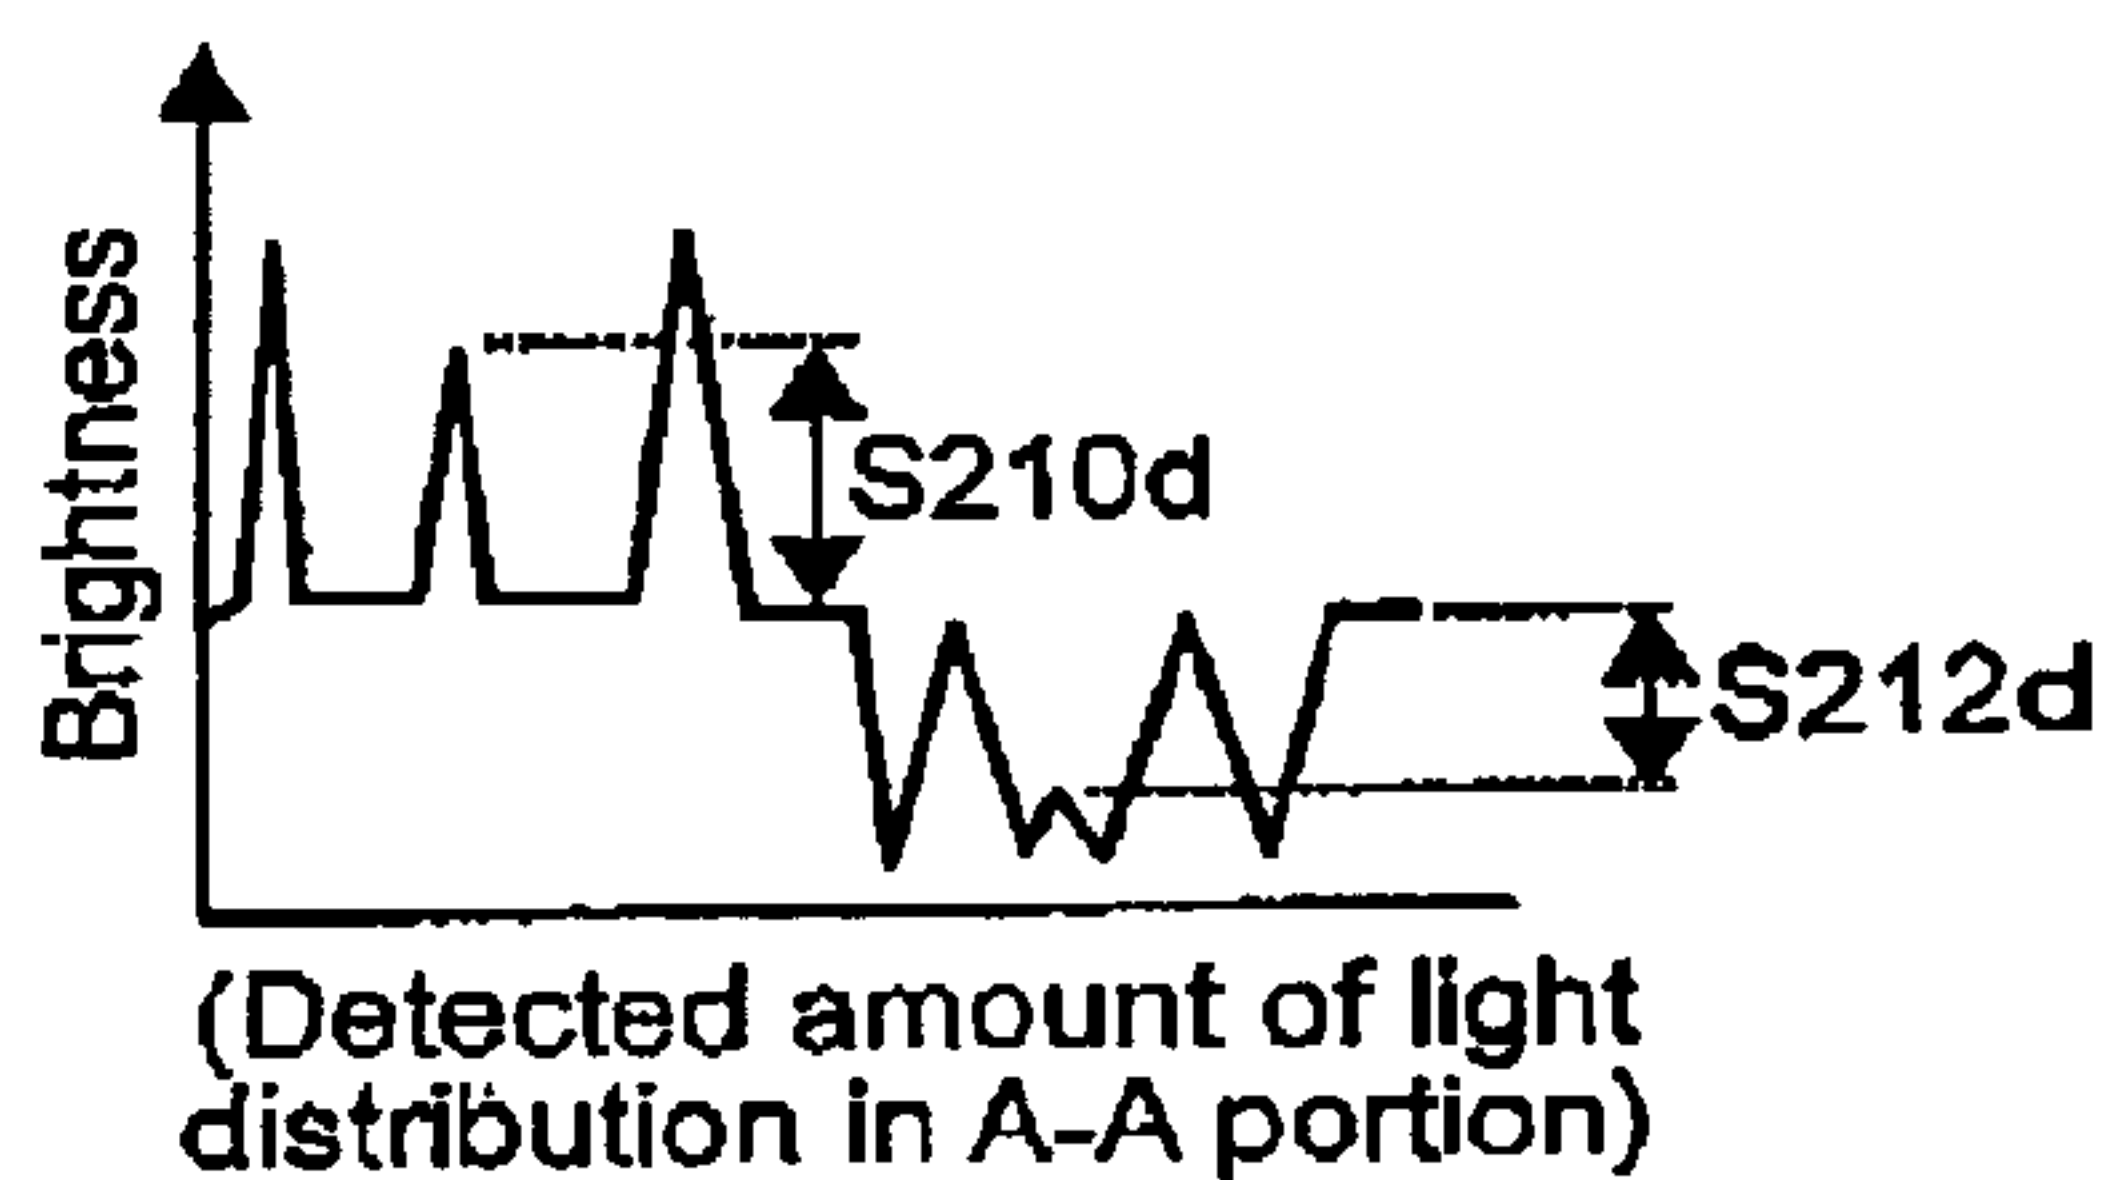 Brightness
S210d
S212d
(Detected amount of light
distribution in A-A portion)